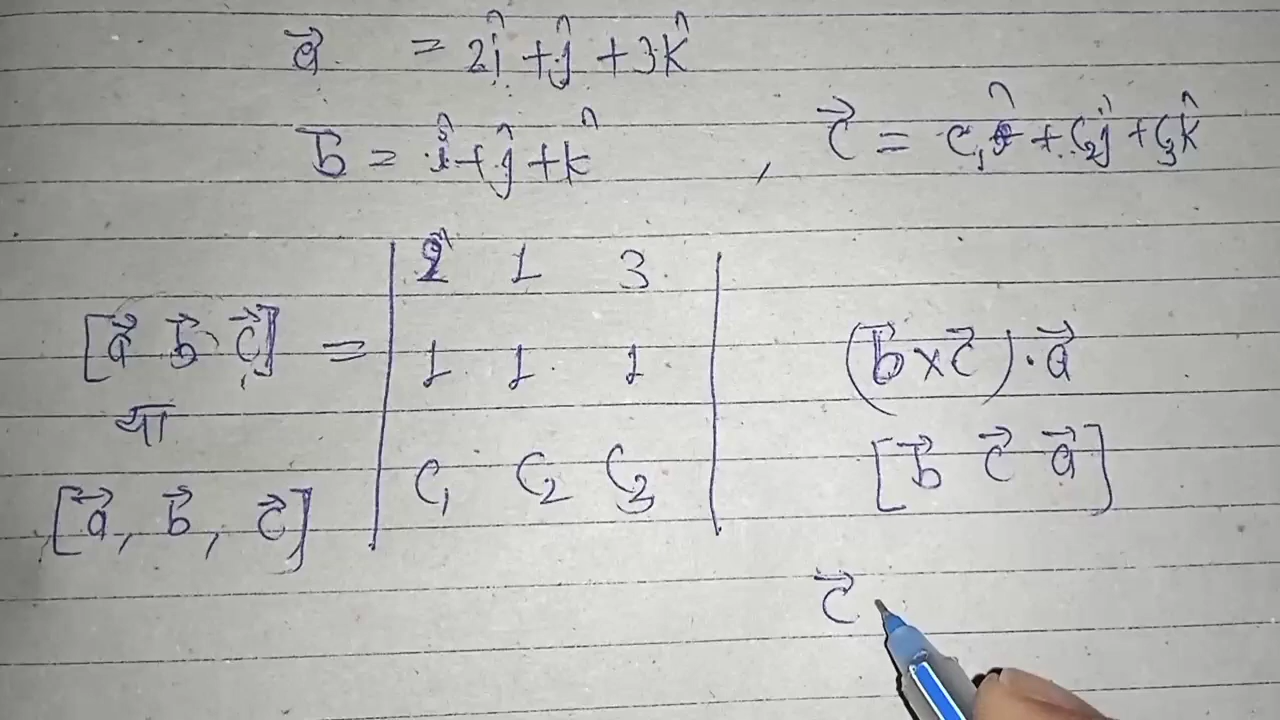 a⃗ = 2î + ĵ + 3k̂
b⃗ = î + ĵ + k̂ , c⃗ = c₁î + c₂ĵ + c₃k̂
[a⃗ b⃗ c⃗] = | 2 1 3 |
| 1 1 1 |
| c₁ c₂ c₃ |
या
[a⃗, b⃗, c⃗]
(b⃗ × c⃗) · a⃗
[b⃗ c⃗ a⃗]
c⃗